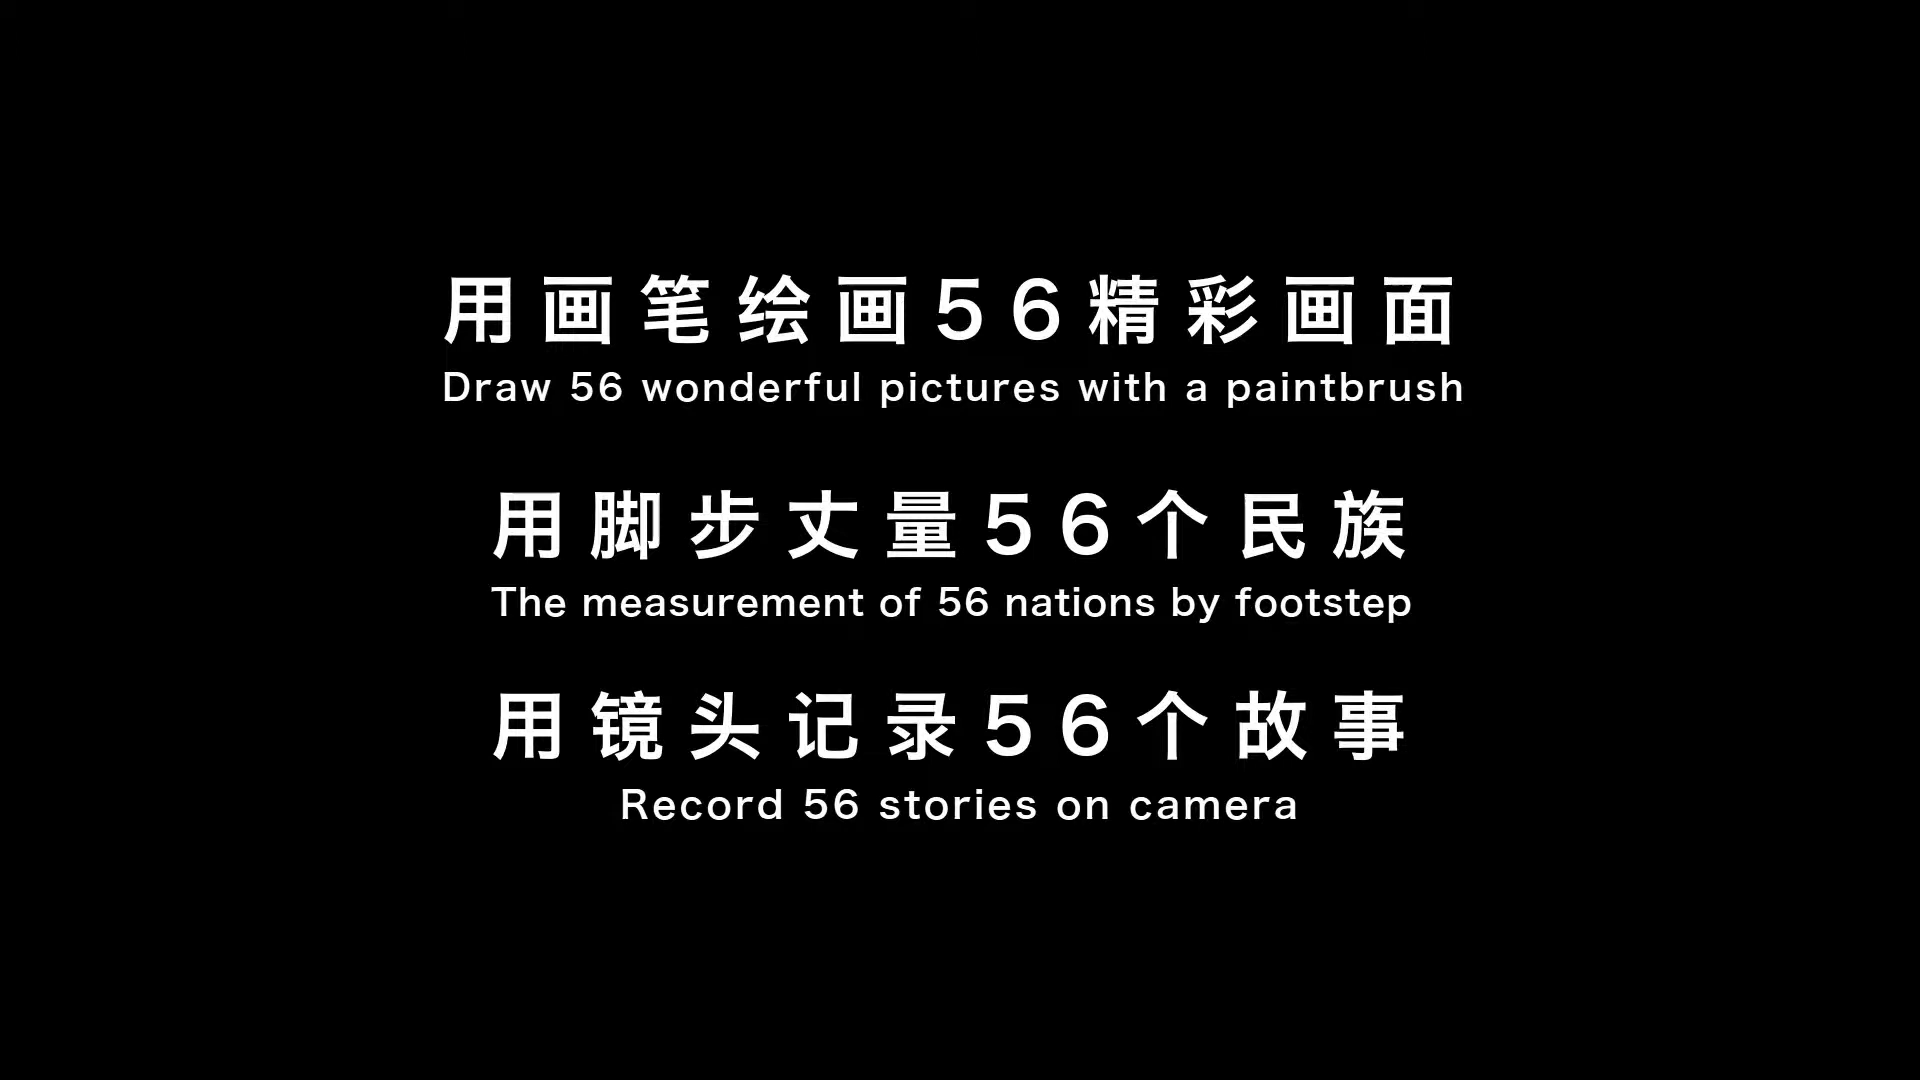 用画笔绘画56精彩画面
Draw 56 wonderful pictures with a paintbrush
用脚步丈量56个民族
The measurement of 56 nations by footstep
用镜头记录56个故事
Record 56 stories on camera